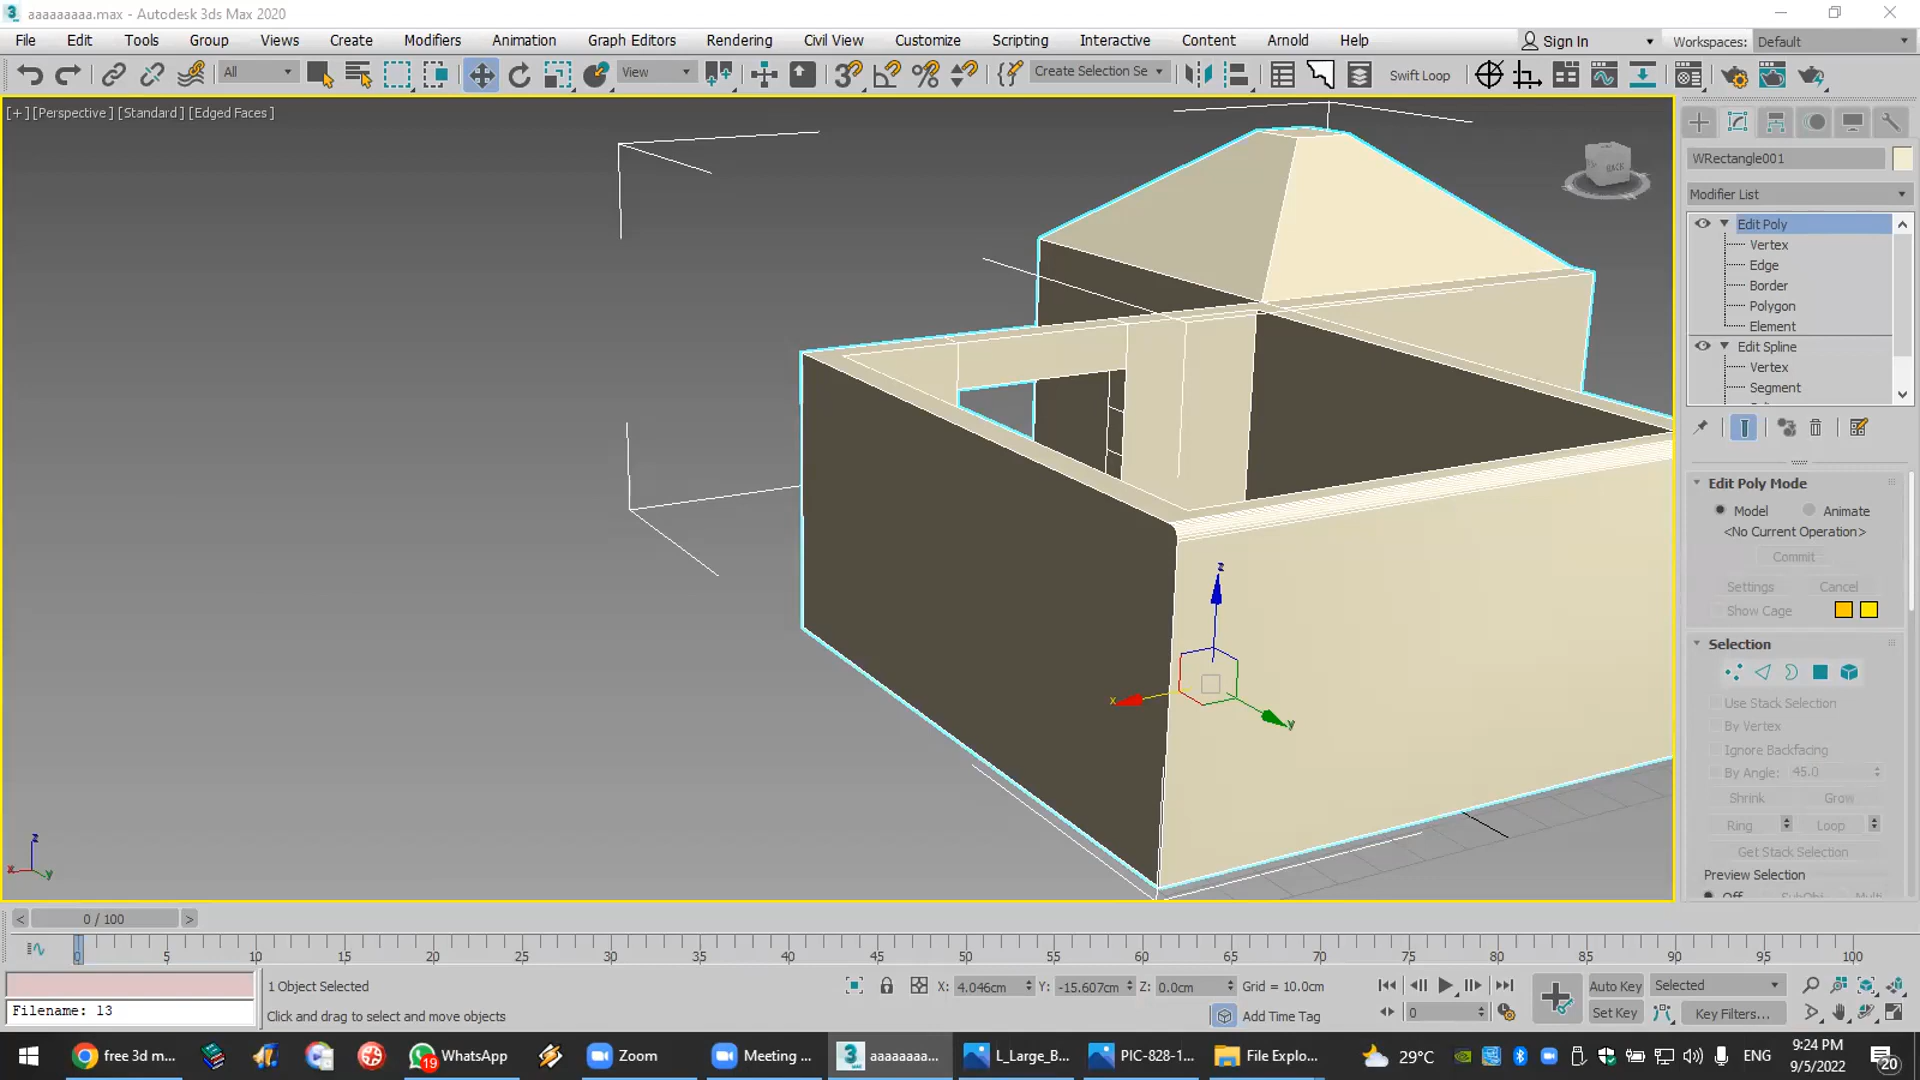 aaaaaaaaa.max - Autodesk 3ds Max 2020
File Edit Tools Group Views Create Modifiers Animation Graph Editors Rendering Civil View Customize Scripting Interactive Content Arnold Help
Sign In
Workspaces: Default
All
View
Create Selection Se
Swift Loop
[+] [Perspective ] [Standard ] [Edged Faces ]
BACK
WRectangle001
Modifier List
Edit Poly
Vertex
Edge
Border
Polygon
Element
Edit Spline
Vertex
Segment
Edit Poly Mode
Model Animate
<No Current Operation>
Commit
Settings Cancel
Show Cage
Selection
Use Stack Selection
By Vertex
Ignore Backfacing
By Angle: 45.0
Shrink Grow
Ring Loop
Get Stack Selection
Preview Selection
Off SubObj Multi
z
x
y
z
x
y
< 0 / 100 >
0 5 10 15 20 25 30 35 40 45 50 55 60 65 70 75 80 85 90 95 100
1 Object Selected
X: 4.046cm Y: -15.607cm Z: 0.0cm Grid = 10.0cm
Auto Key Selected
Filename: 13
Click and drag to select and move objects
Add Time Tag
0
Set Key Key Filters...
free 3d m...
19
WhatsApp
Zoom
Meeting ...
3
aaaaaaaa...
L_Large_B...
PIC-828-1...
File Explo...
29°C
ENG
9:24 PM
9/5/2022
20